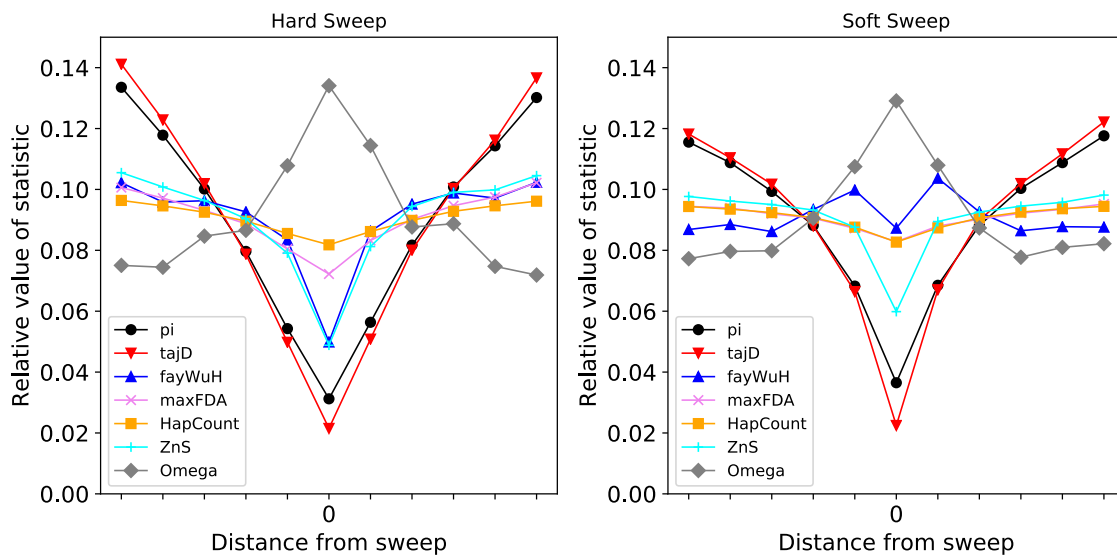 Hard Sweep
Relative value of statistic
0.14
0.12
0.10
0.08
0.06
0.04
0.02
0.00
pi
tajD
fayWuH
maxFDA
HapCount
ZnS
Omega
0
Distance from sweep
Soft Sweep
Relative value of statistic
0.14
0.12
0.10
0.08
0.06
0.04
0.02
0.00
pi
tajD
fayWuH
maxFDA
HapCount
ZnS
Omega
0
Distance from sweep